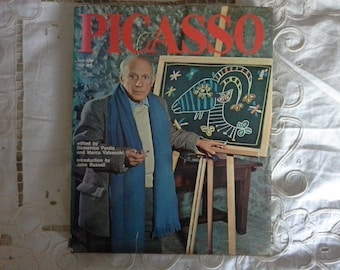 PICASSO
edited by
Domenico Porzio
and Marco Valsecchi
introduction by
John Russell